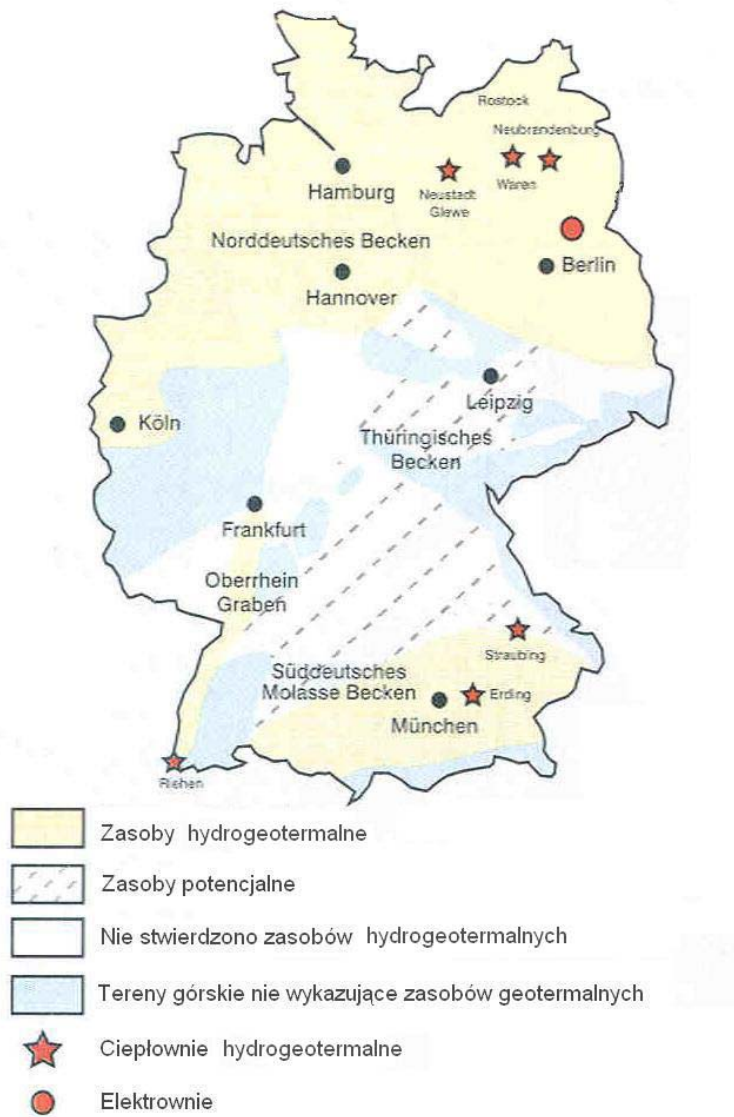 Rostock
Neubrandenburg
Waren
Neustadt
Glewe
Hamburg
Norddeutsches Becken
Berlin
Hannover
Leipzig
Köln
Thüringisches
Becken
Frankfurt
Oberrhein
Graben
Straubing
Süddeutsches
Molasse Becken
Erding
München
Riehen
Zasoby hydrogeotermalne
Zasoby potencjalne
Nie stwierdzono zasobów hydrogeotermalnych
Tereny górskie nie wykazujące zasobów geotermalnych
Ciepłownie hydrogeotermalne
Elektrownie